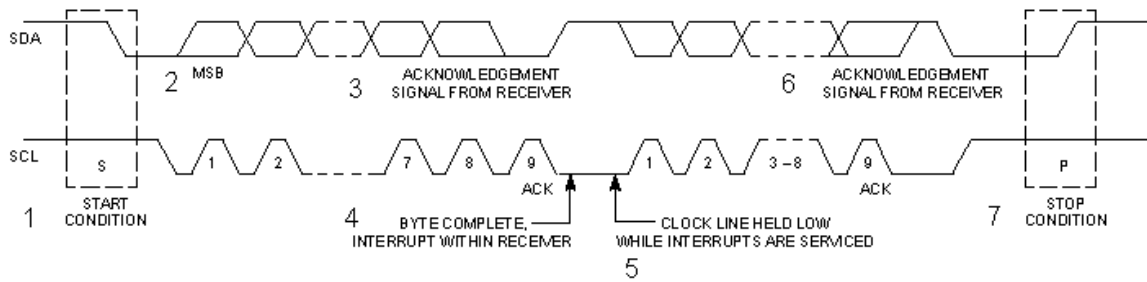 SDA
2 MSB
3
ACKNOWLEDGEMENT
SIGNAL FROM RECEIVER
6
ACKNOWLEDGEMENT
SIGNAL FROM RECEIVER
SCL
S
1
2
7
8
9
1
2
3 – 8
9
P
ACK
ACK
1
START
CONDITION
4
BYTE COMPLETE,
INTERRUPT WITHIN RECEIVER
CLOCK LINE HELD LOW
WHILE INTERRUPTS ARE SERVICED
5
7
STOP
CONDITION